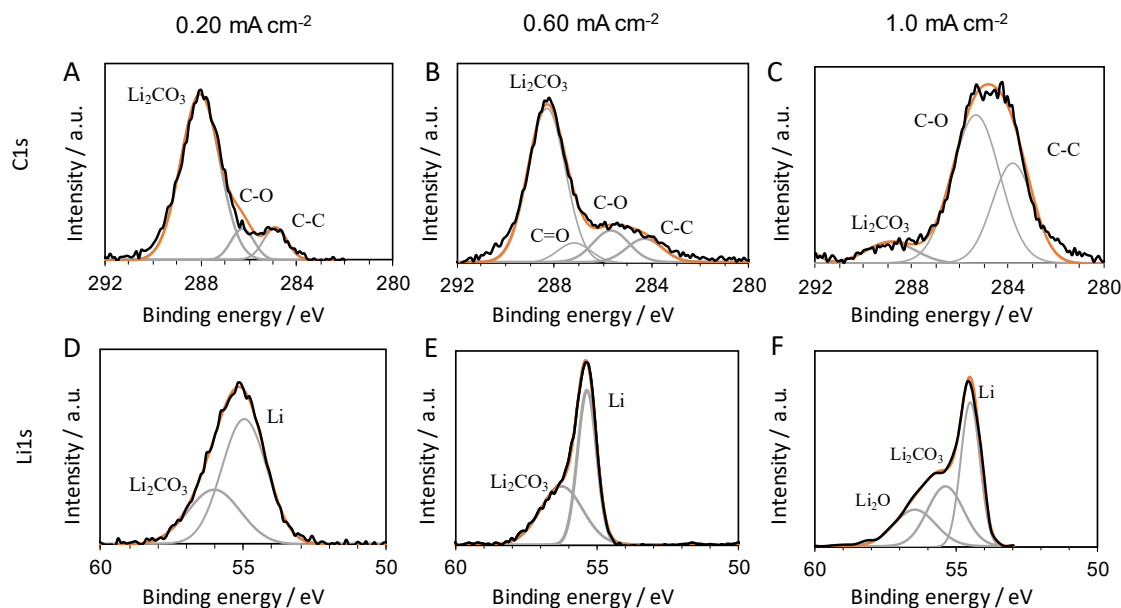 0.20 mA cm-2
0.60 mA cm-2
1.0 mA cm-2
C1s
A
Intensity / a.u.
Li2CO3
C-O
C-C
292 288 284 280
Binding energy / eV
B
Intensity / a.u.
Li2CO3
C=O
C-O
C-C
292 288 284 280
Binding energy / eV
C
Intensity / a.u.
Li2CO3
C-O
C-C
292 288 284 280
Binding energy / eV
Li1s
D
Intensity / a.u.
Li2CO3
Li
60 55 50
Binding energy / eV
E
Intensity / a.u.
Li2CO3
Li
60 55 50
Binding energy / eV
F
Intensity / a.u.
Li2O
Li2CO3
Li
60 55 50
Binding energy / eV